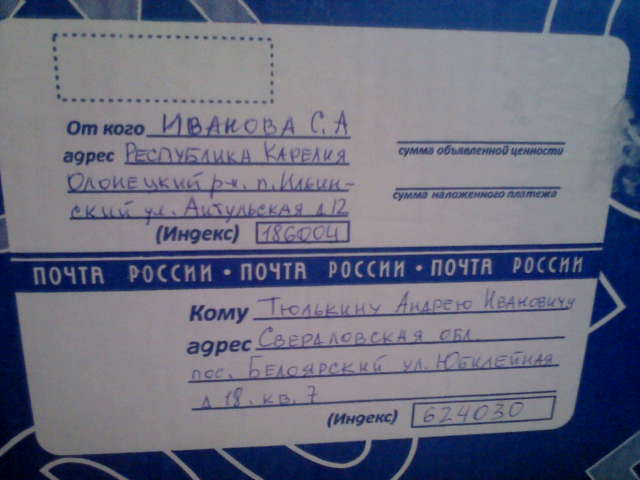 От кого ИВАНОВА С.А
адрес РЕСПУБЛИКА КАРЕЛИЯ
сумма объявленной ценности
ОЛОНЕЦКИЙ р-н. п. ИЛЬИН-
сумма наложенного платежа
СКИЙ ул. АНТУЛЬСКАЯ д.12
(Индекс) 186004
ПОЧТА РОССИИ • ПОЧТА РОССИИ • ПОЧТА РОССИИ
Кому ТЮЛЬКИНУ АНДРЕЮ ИВАНОВИЧУ
адрес СВЕРДЛОВСКАЯ ОБЛ.
пос. БЕЛОЯРСКИЙ ул. ЮБИЛЕЙНАЯ
д 18. кв. 7
(Индекс) 624030